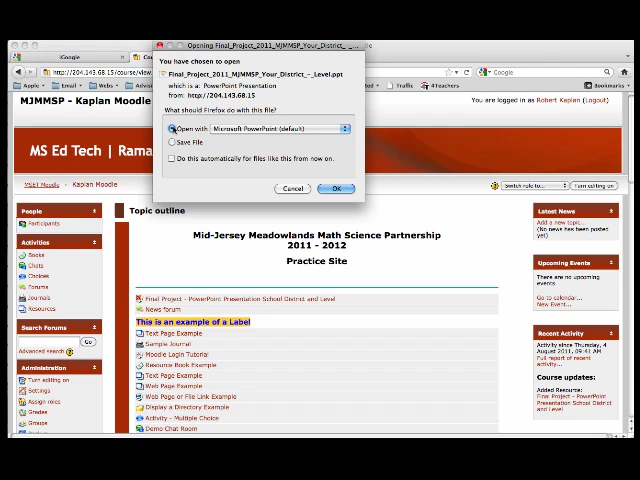 Opening Final_Project_2011_MJMMSP_Your_District_-_...
iGoogle
http://204.143.68.15/course/view.
Google
Apple
Ed
Traffic
4Teachers
Bookmarks
You have chosen to open
Final_Project_2011_MJMMSP_Your_District_-_Level.ppt
which is a: PowerPoint Presentation
from: http://204.143.68.15
What should Firefox do with this file?
Open with
Microsoft PowerPoint (default)
Save File
Do this automatically for files like this from now on.
Cancel
OK
MJMMSP - Kaplan Moodle
You are logged in as Robert Kaplan (Logout)
MS Ed Tech | Rama
MSET Moodle
Kaplan Moodle
Switch role to...
Turn editing on
People
Participants
Activities
Books
Chats
Choices
Forums
Journals
Resources
Search Forums
Go
Advanced search
Administration
Turn editing on
Settings
Assign roles
Grades
Groups
Topic outline
Mid-Jersey Meadowlands Math Science Partnership
2011 - 2012
Practice Site
Final Project - PowerPoint Presentation School District and Level
News forum
This is an example of a Label
Text Page Example
Sample Journal
Moodle Login Tutorial
Resource Book Example
Text Page Example
Web Page Example
Web Page or File Link Example
Display a Directory Example
Activity - Multiple Choice
Demo Chat Room
Latest News
Add a new topic...
(No news has been posted
yet)
Upcoming Events
There are no upcoming
events
Go to calendar...
New Event...
Recent Activity
Activity since Thursday, 4
August 2011, 09:41 AM
Full report of recent
activity...
Course updates:
Added Resource:
Final Project - PowerPoint
Presentation School District
and Level